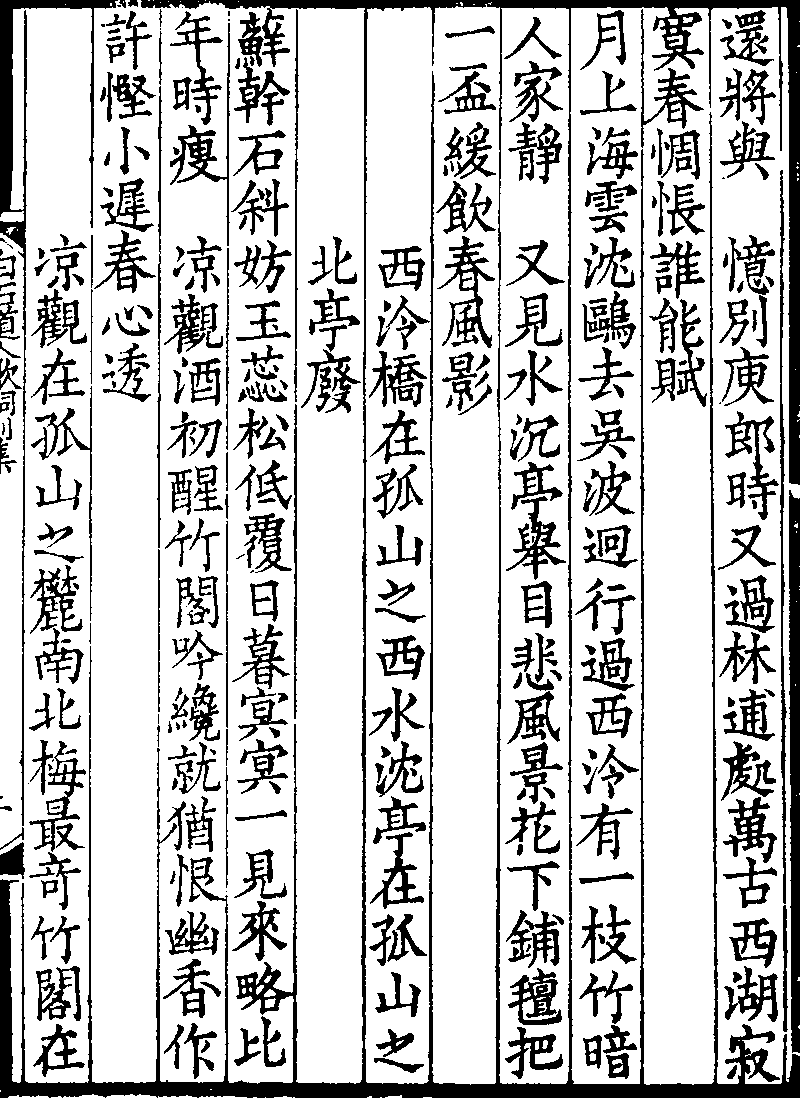 還將與　憶別庾郎時又過林逋處萬古西湖寂
寞春惆悵誰能賦
月上海雲沈鷗去吳波迥行過西泠有一枝竹暗
人家靜　又見水沉亭舉目悲風景花下鋪氊把
一盃緩飲春風影
西泠橋在孤山之西水沈亭在孤山之
北亭廢
蘚幹石斜妨玉蕊松低覆日暮冥冥一見來略比
年時瘦　凉觀酒初醒竹閣吟纔就猶恨幽香作
許慳小遲春心透
凉觀在孤山之麓南北梅最奇竹閣在
白石道人歌詞別集